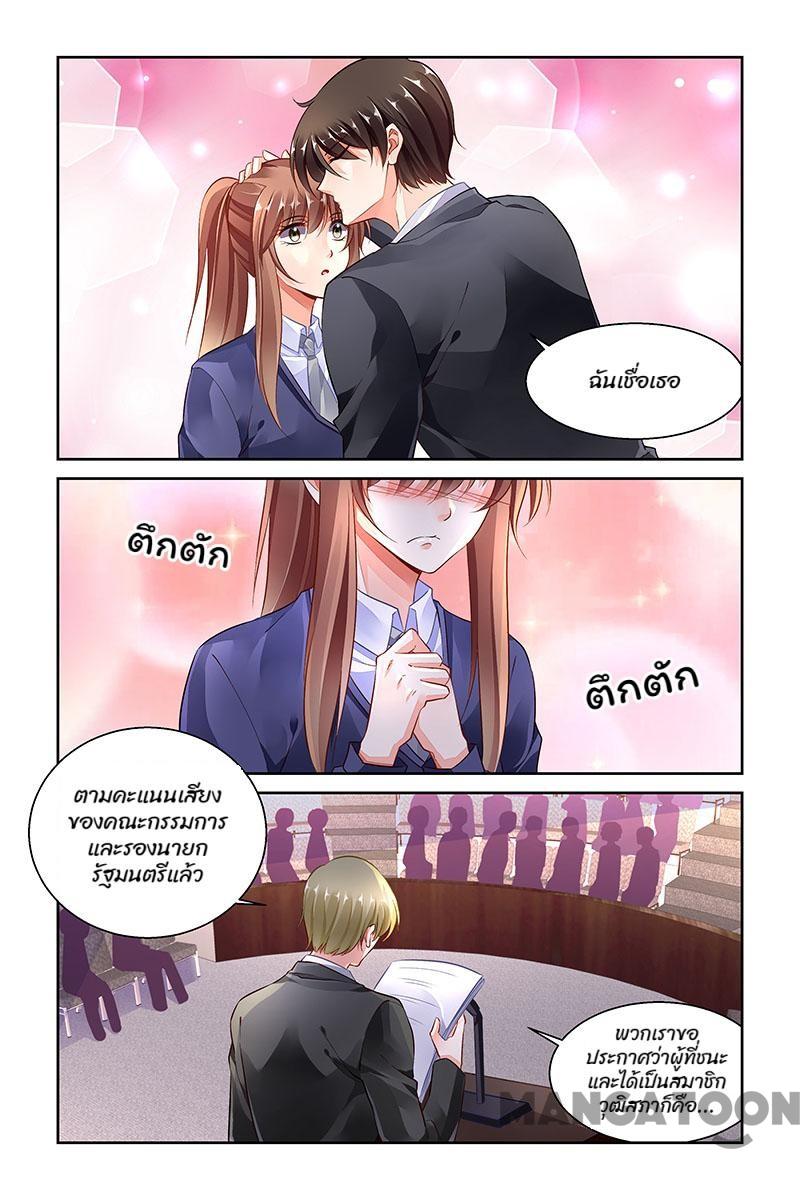 ฉันเชื่อเธอ
ตึกตัก
ตึกตัก
ตามคะแนนเสียง
ของคณะกรรมการ
และรองนายก
รัฐมนตรีแล้ว
พวกเราขอ
ประกาศว่าผู้ที่ชนะ
และได้เป็นสมาชิก
วุฒิสภาก็คือ...
MANGATOON